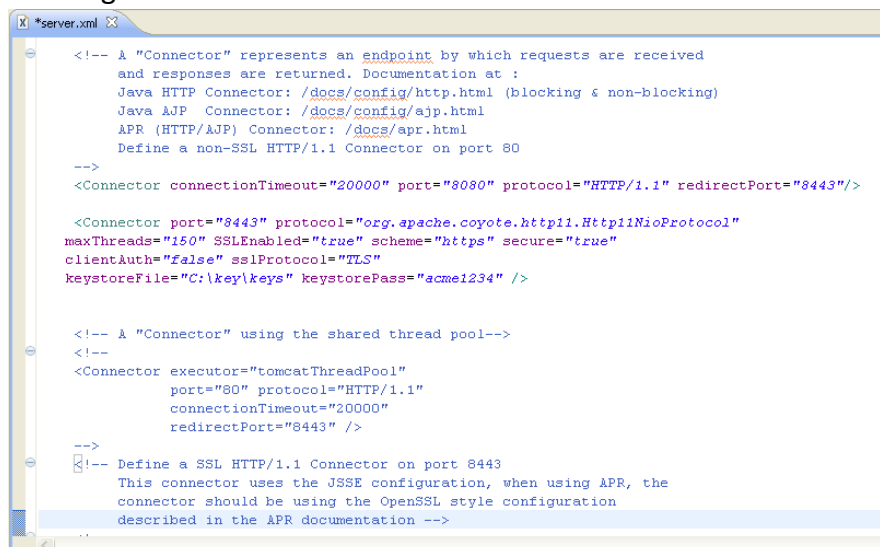 *server.xml
<!-- A "Connector" represents an endpoint by which requests are received
and responses are returned. Documentation at :
Java HTTP Connector: /docs/config/http.html (blocking & non-blocking)
Java AJP  Connector: /docs/config/ajp.html
APR (HTTP/AJP) Connector: /docs/apr.html
Define a non-SSL HTTP/1.1 Connector on port 80
-->
<Connector connectionTimeout="20000" port="8080" protocol="HTTP/1.1" redirectPort="8443"/>
<Connector port="8443" protocol="org.apache.coyote.http11.Http11NioProtocol"
maxThreads="150" SSLEnabled="true" scheme="https" secure="true"
clientAuth="false" sslProtocol="TLS"
keystoreFile="C:\key\keys" keystorePass="acme1234" />
<!-- A "Connector" using the shared thread pool-->
<!--
<Connector executor="tomcatThreadPool"
port="80" protocol="HTTP/1.1"
connectionTimeout="20000"
redirectPort="8443" />
-->
<!-- Define a SSL HTTP/1.1 Connector on port 8443
This connector uses the JSSE configuration, when using APR, the
connector should be using the OpenSSL style configuration
described in the APR documentation -->